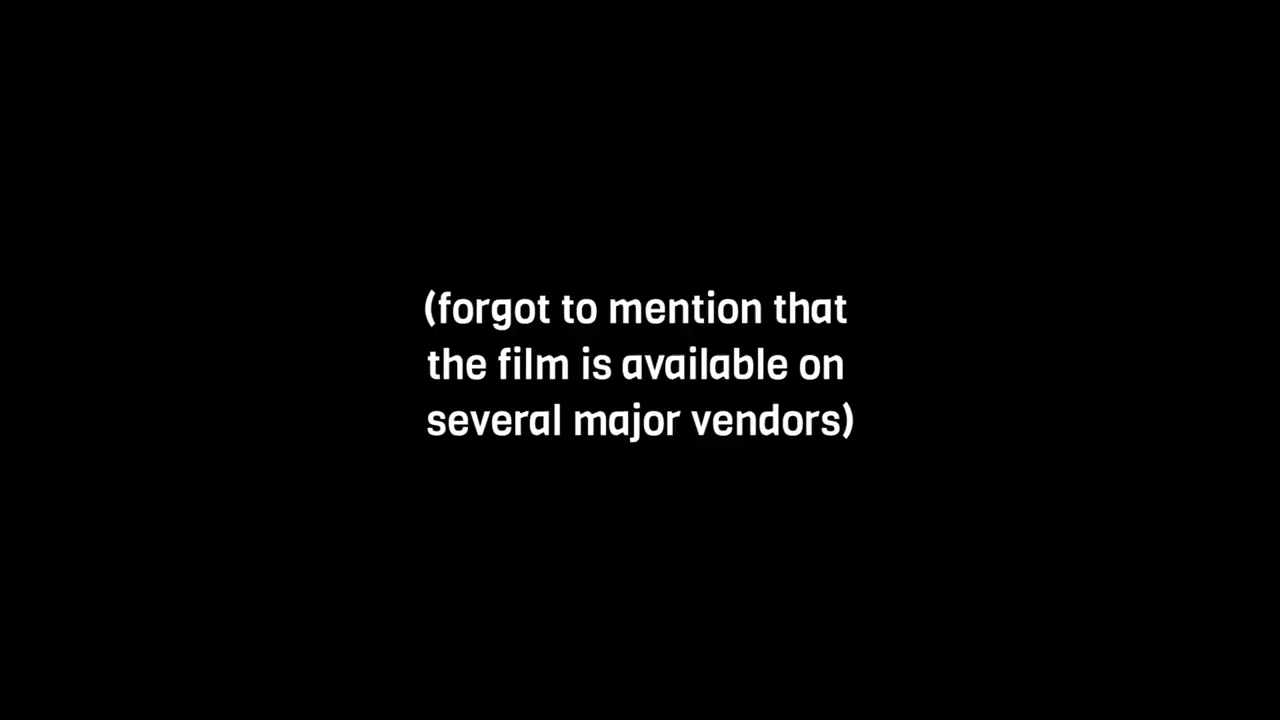 (forgot to mention that
the film is available on
several major vendors)